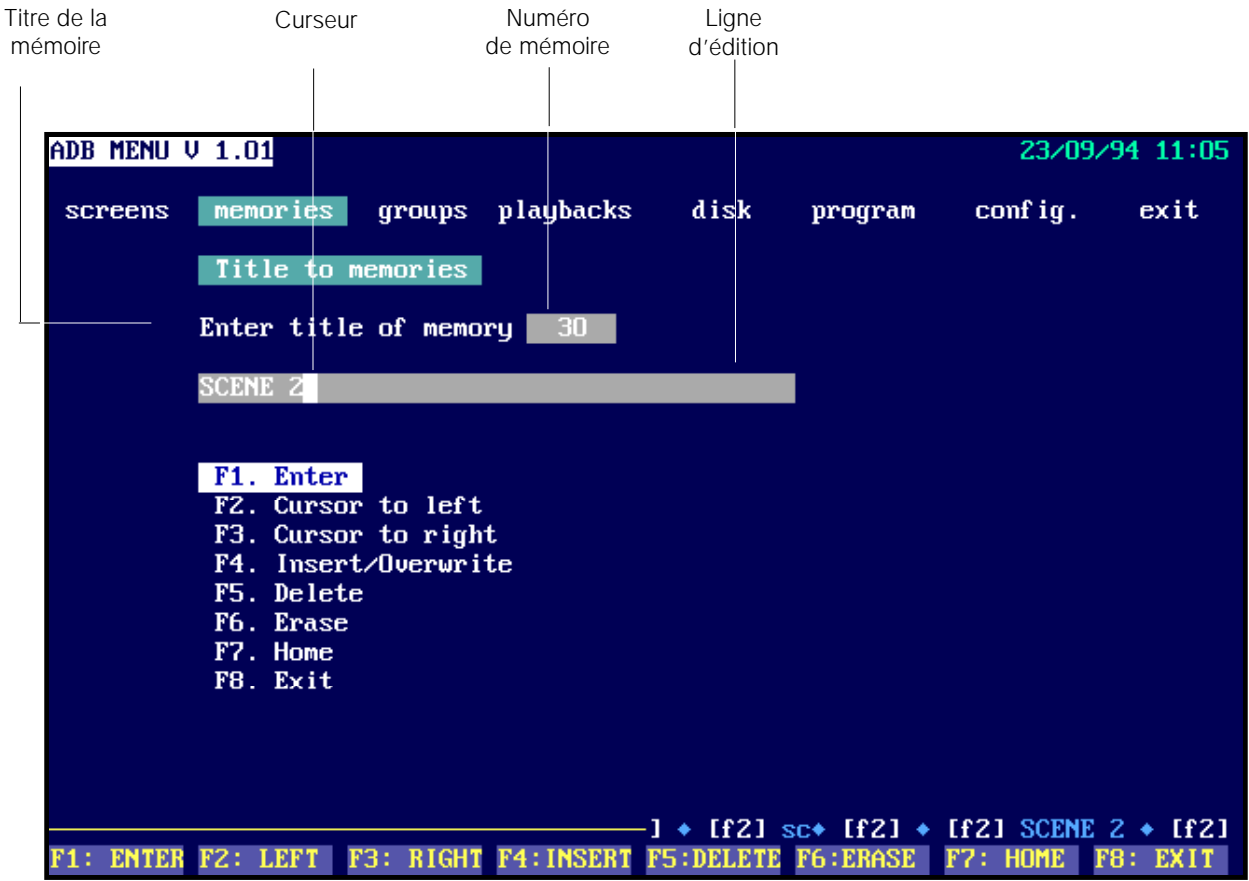 Titre de la mémoire
Curseur
Numéro de mémoire
Ligne d'édition
ADB MENU V 1.01 23/09/94 11:05
screens memories groups playbacks disk program config. exit
Title to memories
Enter title of memory 30
SCENE 2
F1. Enter
F2. Cursor to left
F3. Cursor to right
F4. Insert/Overwrite
F5. Delete
F6. Erase
F7. Home
F8. Exit
] ◆ [f2] sc◆ [f2] ◆ [f2] SCENE 2 ◆ [f2]
F1: ENTER F2: LEFT F3: RIGHT F4:INSERT F5:DELETE F6:ERASE F7: HOME F8: EXIT